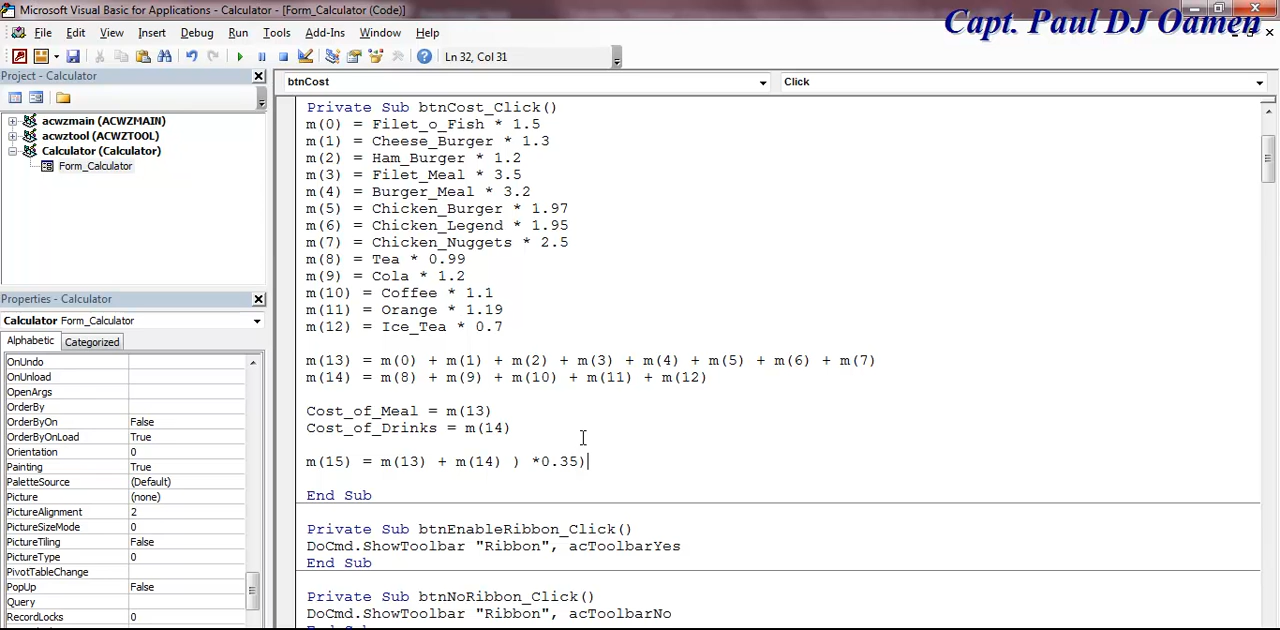 Microsoft Visual Basic for Applications - Calculator - [Form_Calculator (Code)]
Capt. Paul DJ Oamen
File Edit View Insert Debug Run Tools Add-Ins Window Help
Ln 32, Col 31
Project - Calculator
btnCost Click
acwzmain (ACWZMAIN)
acwztool (ACWZTOOL)
Calculator (Calculator)
Form_Calculator
Properties - Calculator
Calculator Form_Calculator
Alphabetic Categorized
OnUndo
OnUnload
OpenArgs
OrderBy
OrderByOn False
OrderByOnLoad True
Orientation 0
Painting True
PaletteSource (Default)
Picture (none)
PictureAlignment 2
PictureSizeMode 0
PictureTiling False
PictureType 0
PivotTableChange
PopUp False
Query
RecordLocks 0
Private Sub btnCost_Click()
m(0) = Filet_o_Fish * 1.5
m(1) = Cheese_Burger * 1.3
m(2) = Ham_Burger * 1.2
m(3) = Filet_Meal * 3.5
m(4) = Burger_Meal * 3.2
m(5) = Chicken_Burger * 1.97
m(6) = Chicken_Legend * 1.95
m(7) = Chicken_Nuggets * 2.5
m(8) = Tea * 0.99
m(9) = Cola * 1.2
m(10) = Coffee * 1.1
m(11) = Orange * 1.19
m(12) = Ice_Tea * 0.7
m(13) = m(0) + m(1) + m(2) + m(3) + m(4) + m(5) + m(6) + m(7)
m(14) = m(8) + m(9) + m(10) + m(11) + m(12)
Cost_of_Meal = m(13)
Cost_of_Drinks = m(14)
m(15) = m(13) + m(14) ) *0.35)
End Sub
Private Sub btnEnableRibbon_Click()
DoCmd.ShowToolbar "Ribbon", acToolbarYes
End Sub
Private Sub btnNoRibbon_Click()
DoCmd.ShowToolbar "Ribbon", acToolbarNo
End Sub